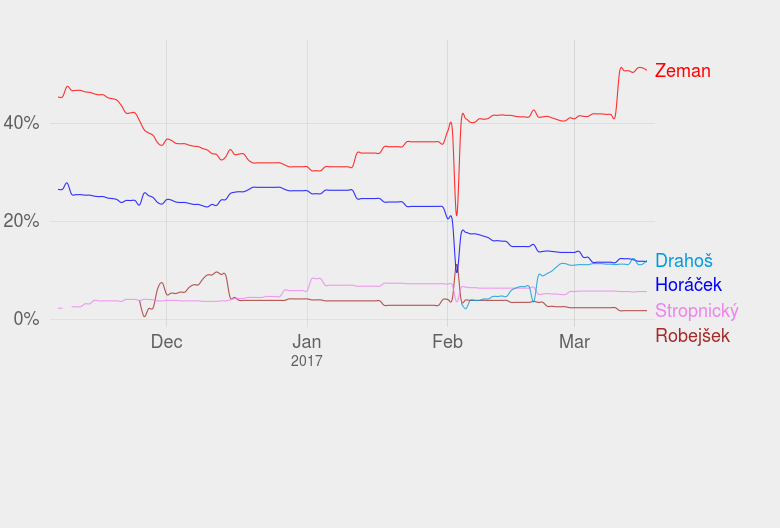 Zeman
40%
20%
Drahoš
Horáček
Stropnický
0%
Robejšek
Dec Jan Feb Mar
2017